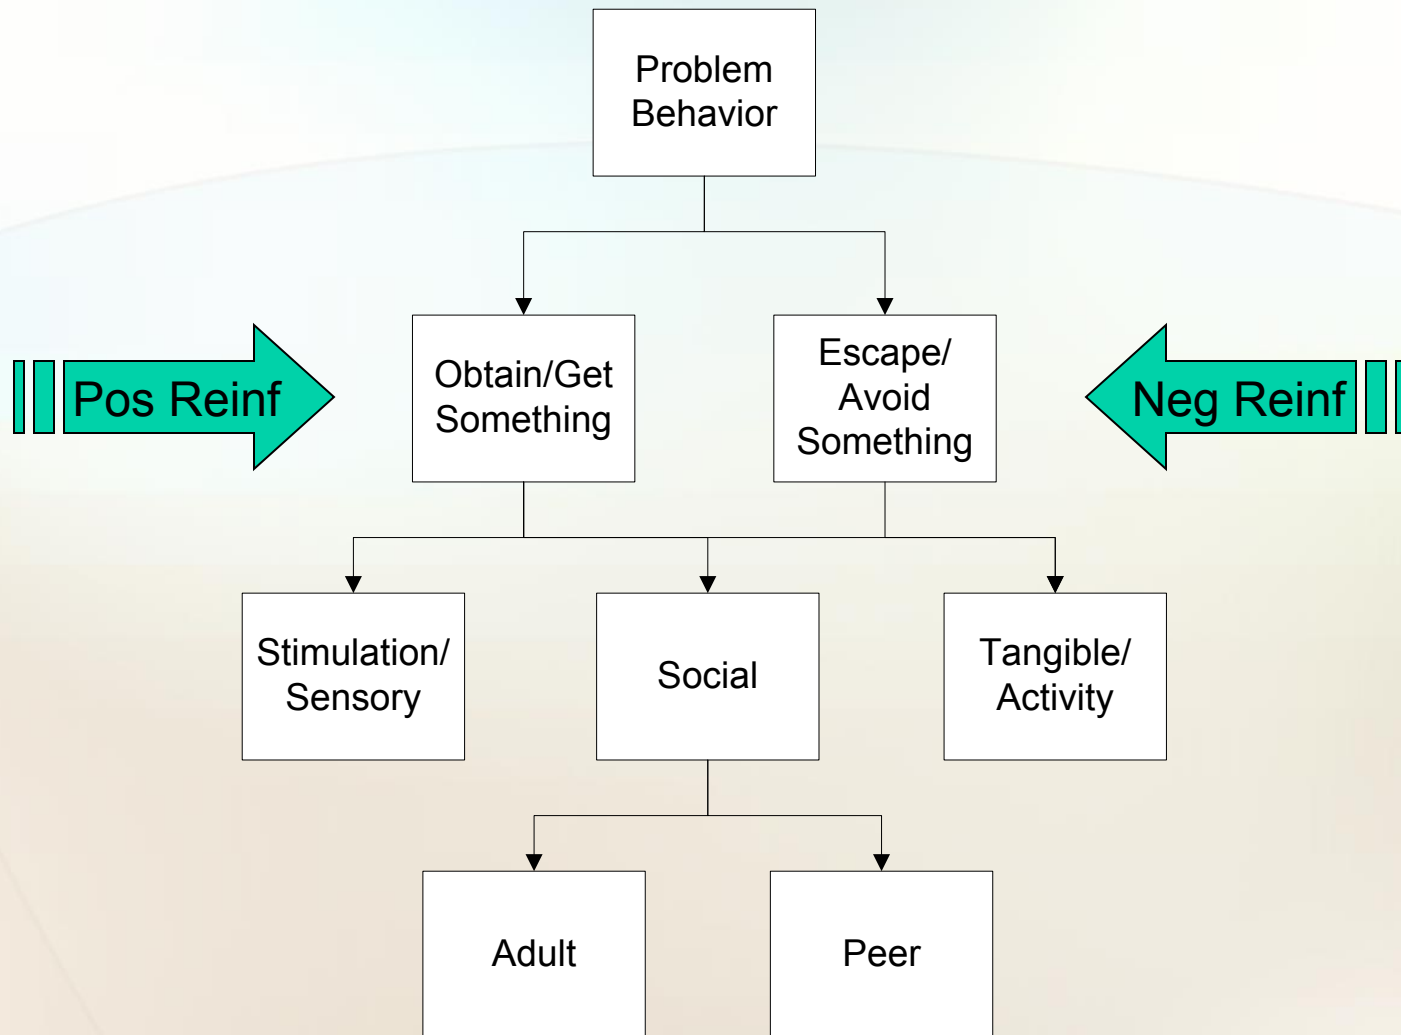 Problem
Behavior
Pos Reinf
Obtain/Get
Something
Escape/
Avoid
Something
Neg Reinf
Stimulation/
Sensory
Social
Tangible/
Activity
Adult
Peer